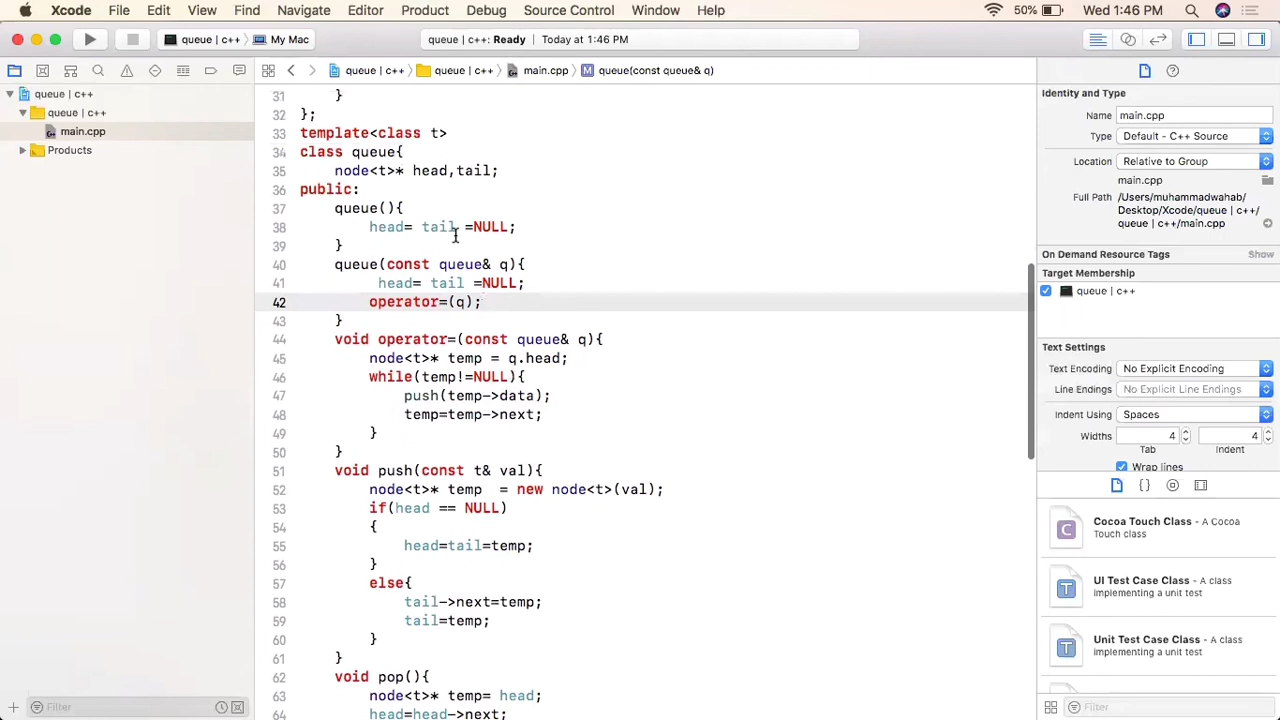 Xcode File Edit View Find Navigate Editor Product Debug Source Control Window Help 50% Wed 1:46 PM
queue | c++ My Mac queue | c++: Ready Today at 1:46 PM
queue | c++ queue | c++ main.cpp M queue(const queue& q)
queue | c++
queue | c++
main.cpp
Products
Filter
31 }
32 };
33 template<class t>
34 class queue{
35 node<t>* head,tail;
36 public:
37 queue(){
38 head= tail =NULL;
39 }
40 queue(const queue& q){
41 head= tail =NULL;
42 operator=(q);
43 }
44 void operator=(const queue& q){
45 node<t>* temp = q.head;
46 while(temp!=NULL){
47 push(temp->data);
48 temp=temp->next;
49 }
50 }
51 void push(const t& val){
52 node<t>* temp  = new node<t>(val);
53 if(head == NULL)
54 {
55 head=tail=temp;
56 }
57 else{
58 tail->next=temp;
59 tail=temp;
60 }
61 }
62 void pop(){
63 node<t>* temp= head;
64 head=head->next;
Identity and Type
Name main.cpp
Type Default - C++ Source
Location Relative to Group
main.cpp
Full Path /Users/muhammadwahab/
Desktop/Xcode/queue | c++/
queue | c++/main.cpp
On Demand Resource Tags Show
Target Membership
queue | c++
Text Settings
Text Encoding No Explicit Encoding
Line Endings No Explicit Line Endings
Indent Using Spaces
Widths 4 4
Tab Indent
Wrap lines
{ }
C Cocoa Touch Class - A Cocoa
Touch class
T UI Test Case Class - A class
implementing a unit test
T Unit Test Case Class - A class
implementing a unit test
Filter